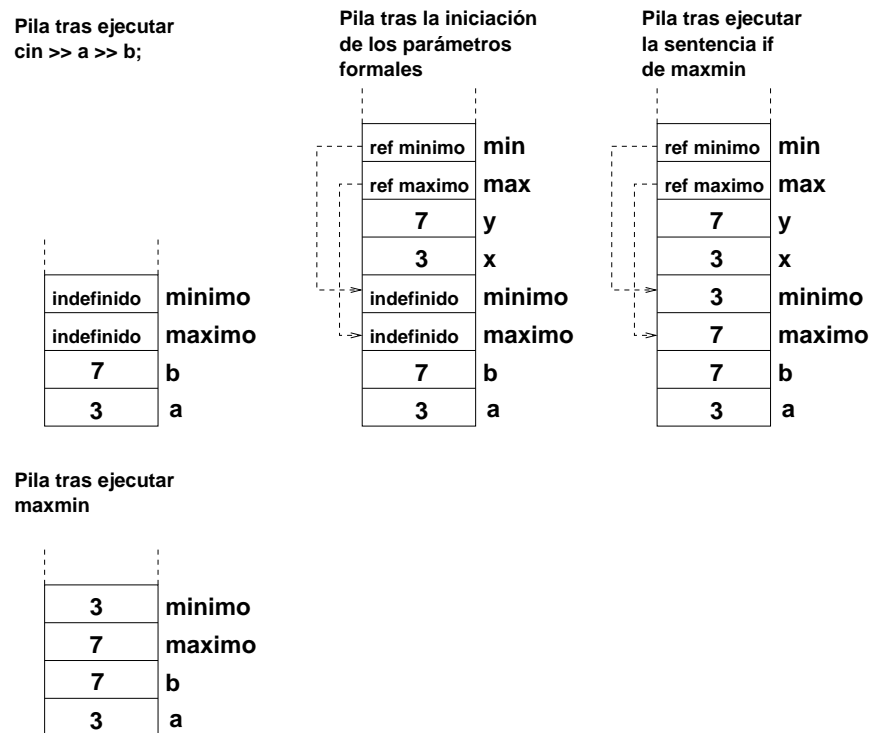 Pila tras ejecutar
cin >> a >> b;
indefinido minimo
indefinido maximo
7 b
3 a
Pila tras la iniciación
de los parámetros
formales
ref minimo min
ref maximo max
7 y
3 x
indefinido minimo
indefinido maximo
7 b
3 a
Pila tras ejecutar
la sentencia if
de maxmin
ref minimo min
ref maximo max
7 y
3 x
3 minimo
7 maximo
7 b
3 a
Pila tras ejecutar
maxmin
3 minimo
7 maximo
7 b
3 a